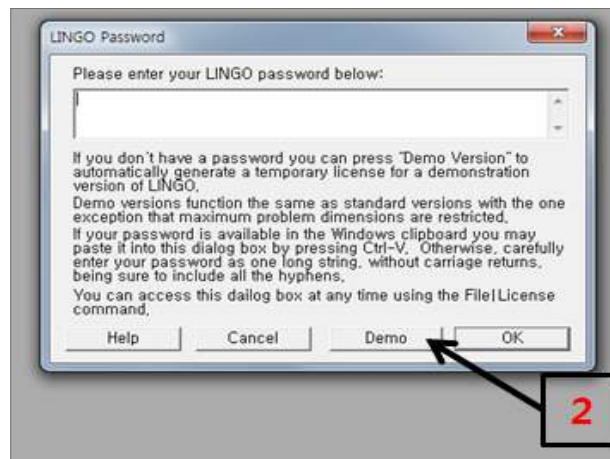 LINGO Password
Please enter your LINGO password below:
If you don't have a password you can press "Demo Version" to
automatically generate a temporary license for a demonstration
version of LINGO.
Demo versions function the same as standard versions with the one
exception that maximum problem dimensions are restricted.
If your password is available in the Windows clipboard you may
paste it into this dialog box by pressing Ctrl-V. Otherwise, carefully
enter your password as one long string, without carriage returns,
being sure to include all the hyphens.
You can access this dailog box at any time using the File|License
command.
Help Cancel Demo OK
2